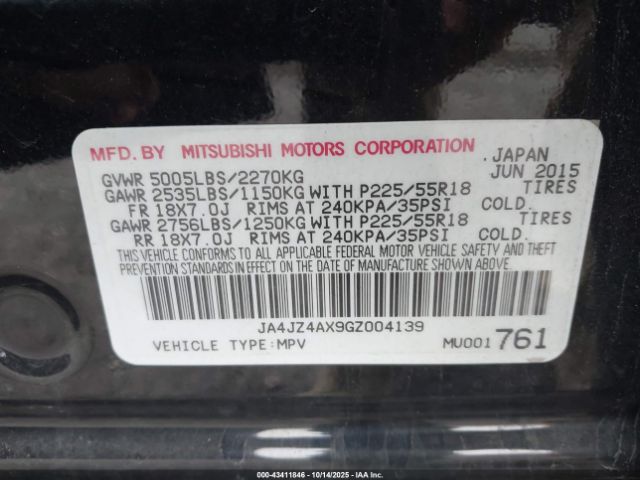 MFD. BY MITSUBISHI MOTORS CORPORATION , JAPAN
GVWR 5005LBS/2270KG JUN 2015
GAWR 2535LBS/1150KG WITH P225/55R18 TIRES
FR 18X7.0J RIMS AT 240KPA/35PSI COLD.
GAWR 2756LBS/1250KG WITH P225/55R18 TIRES
RR 18X7.0J RIMS AT 240KPA/35PSI COLD.
THIS VEHICLE CONFORMS TO ALL APPLICABLE FEDERAL MOTOR VEHICLE SAFETY AND THEFT
PREVENTION STANDARDS IN EFFECT ON THE DATE OF MANUFACTURE SHOWN ABOVE.
JA4JZ4AX9GZ004139
VEHICLE TYPE:MPV MU001 761
000-43411846 - 10/14/2025 - IAAI.COM